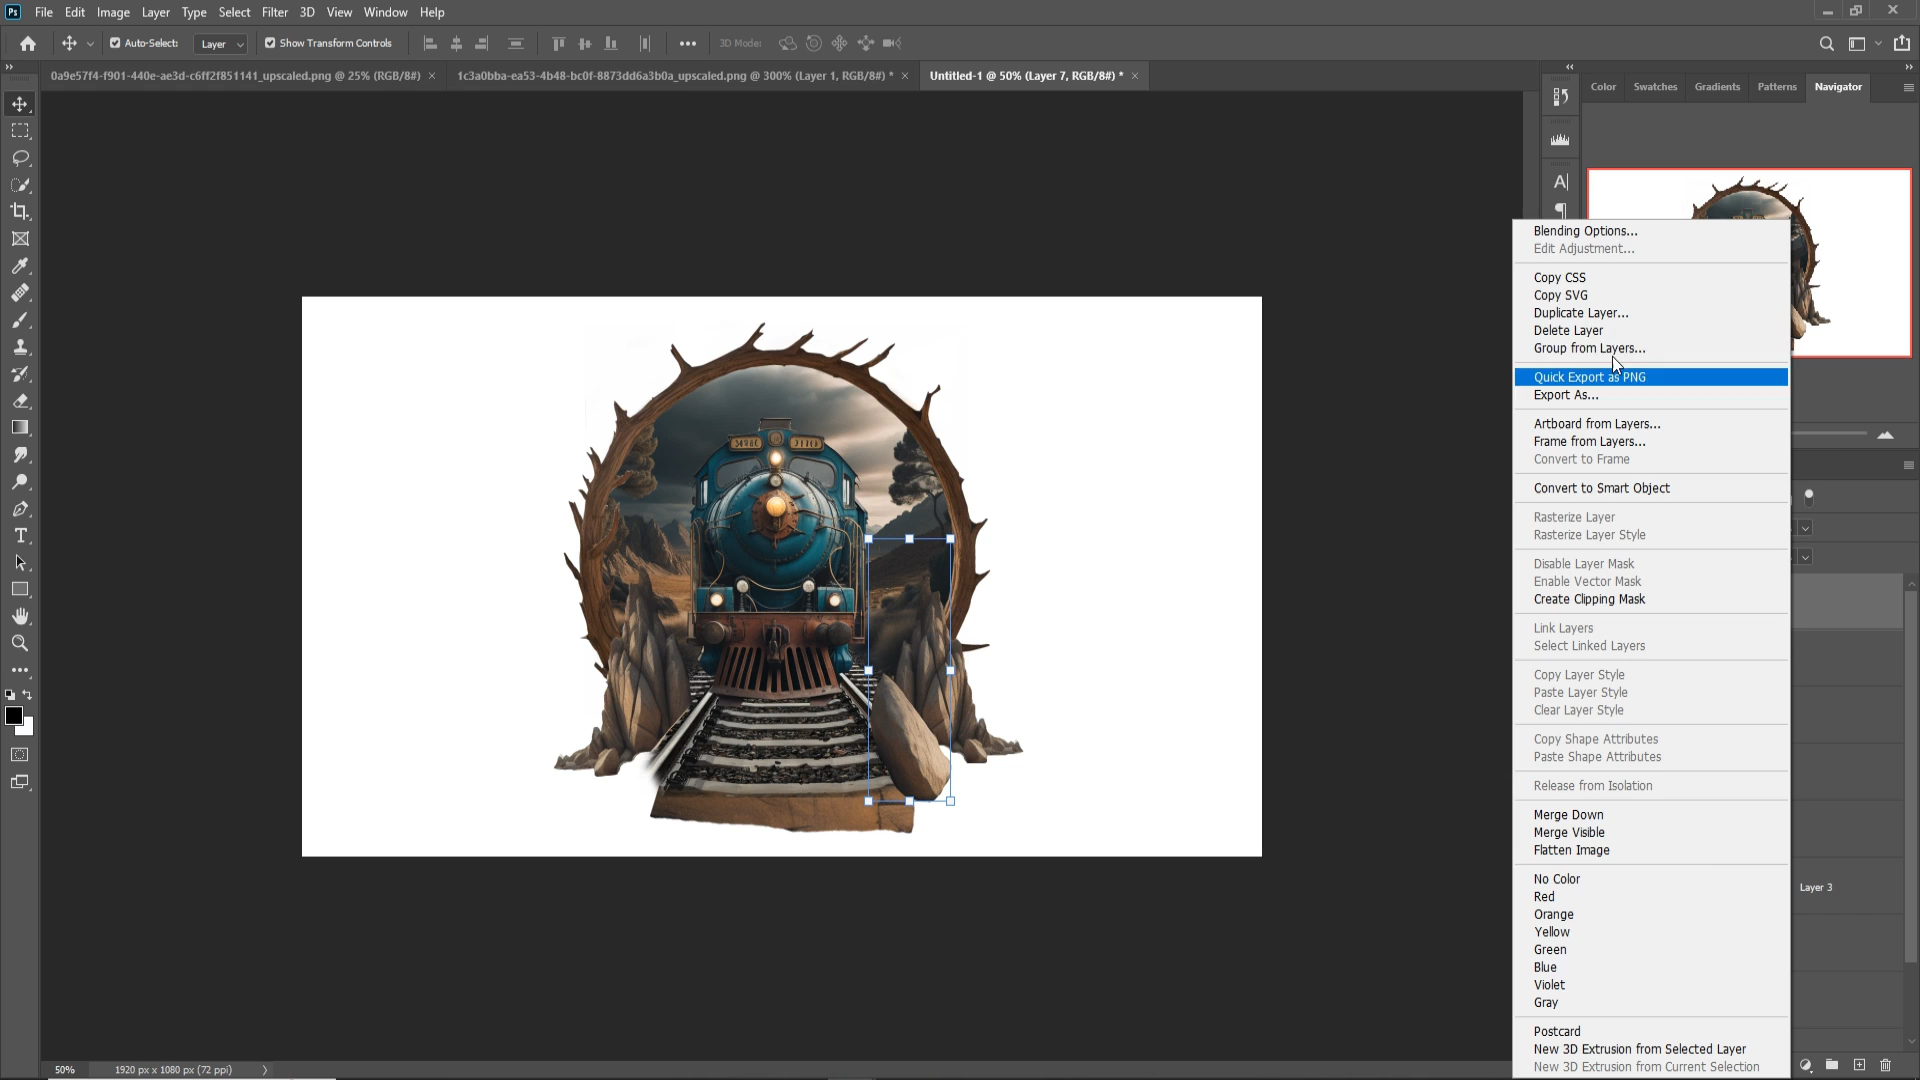 Ps File Edit Image Layer Type Select Filter 3D View Window Help
Auto-Select: Layer Show Transform Controls 3D Mode:
0a9e57f4-f901-440e-ae3d-c6ff2f851141_upscaled.png @ 25% (RGB/8#) × 1c3a0bba-ea53-4b48-bc0f-8873dd6a3b0a_upscaled.png @ 300% (Layer 1, RGB/8#) * × Untitled-1 @ 50% (Layer 7, RGB/8#) * ×
Color Swatches Gradients Patterns Navigator
Blending Options...
Edit Adjustment...
Copy CSS
Copy SVG
Duplicate Layer...
Delete Layer
Group from Layers...
Quick Export as PNG
Export As...
Artboard from Layers...
Frame from Layers...
Convert to Frame
Convert to Smart Object
Rasterize Layer
Rasterize Layer Style
Disable Layer Mask
Enable Vector Mask
Create Clipping Mask
Link Layers
Select Linked Layers
Copy Layer Style
Paste Layer Style
Clear Layer Style
Copy Shape Attributes
Paste Shape Attributes
Release from Isolation
Merge Down
Merge Visible
Flatten Image
No Color
Red
Orange
Yellow
Green
Blue
Violet
Gray
Postcard
New 3D Extrusion from Selected Layer
New 3D Extrusion from Current Selection
Layer 3
50% 1920 px x 1080 px (72 ppi)